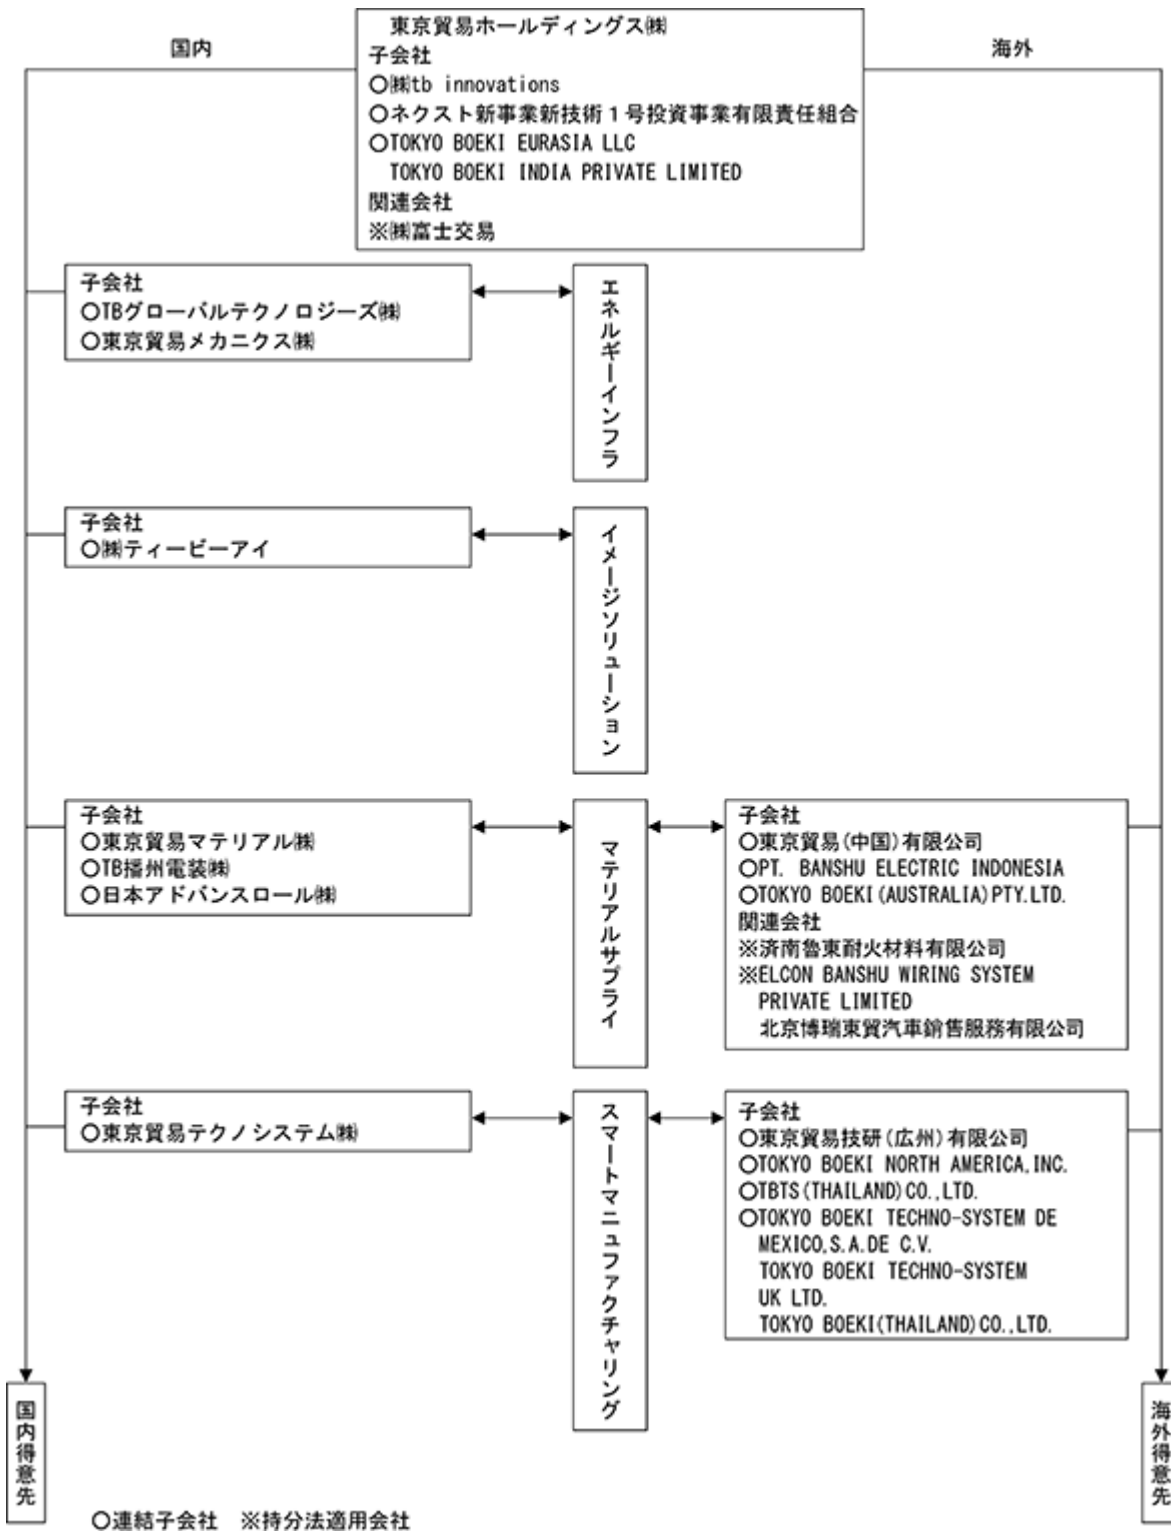 東京貿易ホールディングス㈱
国内
海外
子会社
○㈱tb innovations
○ネクスト新事業新技術１号投資事業有限責任組合
○TOKYO BOEKI EURASIA LLC
TOKYO BOEKI INDIA PRIVATE LIMITED
関連会社
※㈱富士交易
子会社
○TBグローバルテクノロジーズ㈱
○東京貿易メカニクス㈱
エネルギーインフラ
子会社
○㈱ティービーアイ
イメージソリューション
子会社
○東京貿易マテリアル㈱
○TB播州電装㈱
○日本アドバンスロール㈱
マテリアルサプライ
子会社
○東京貿易(中国)有限公司
○PT. BANSHU ELECTRIC INDONESIA
○TOKYO BOEKI(AUSTRALIA)PTY.LTD.
関連会社
※済南魯東耐火材料有限公司
※ELCON BANSHU WIRING SYSTEM
PRIVATE LIMITED
北京博瑞東貿汽車銷售服務有限公司
子会社
○東京貿易テクノシステム㈱
スマートマニュファクチャリング
子会社
○東京貿易技研(広州)有限公司
○TOKYO BOEKI NORTH AMERICA,INC.
○TBTS(THAILAND)CO.,LTD.
○TOKYO BOEKI TECHNO-SYSTEM DE
MEXICO,S.A.DE C.V.
TOKYO BOEKI TECHNO-SYSTEM
UK LTD.
TOKYO BOEKI(THAILAND)CO.,LTD.
国内得意先
海外得意先
○連結子会社　※持分法適用会社